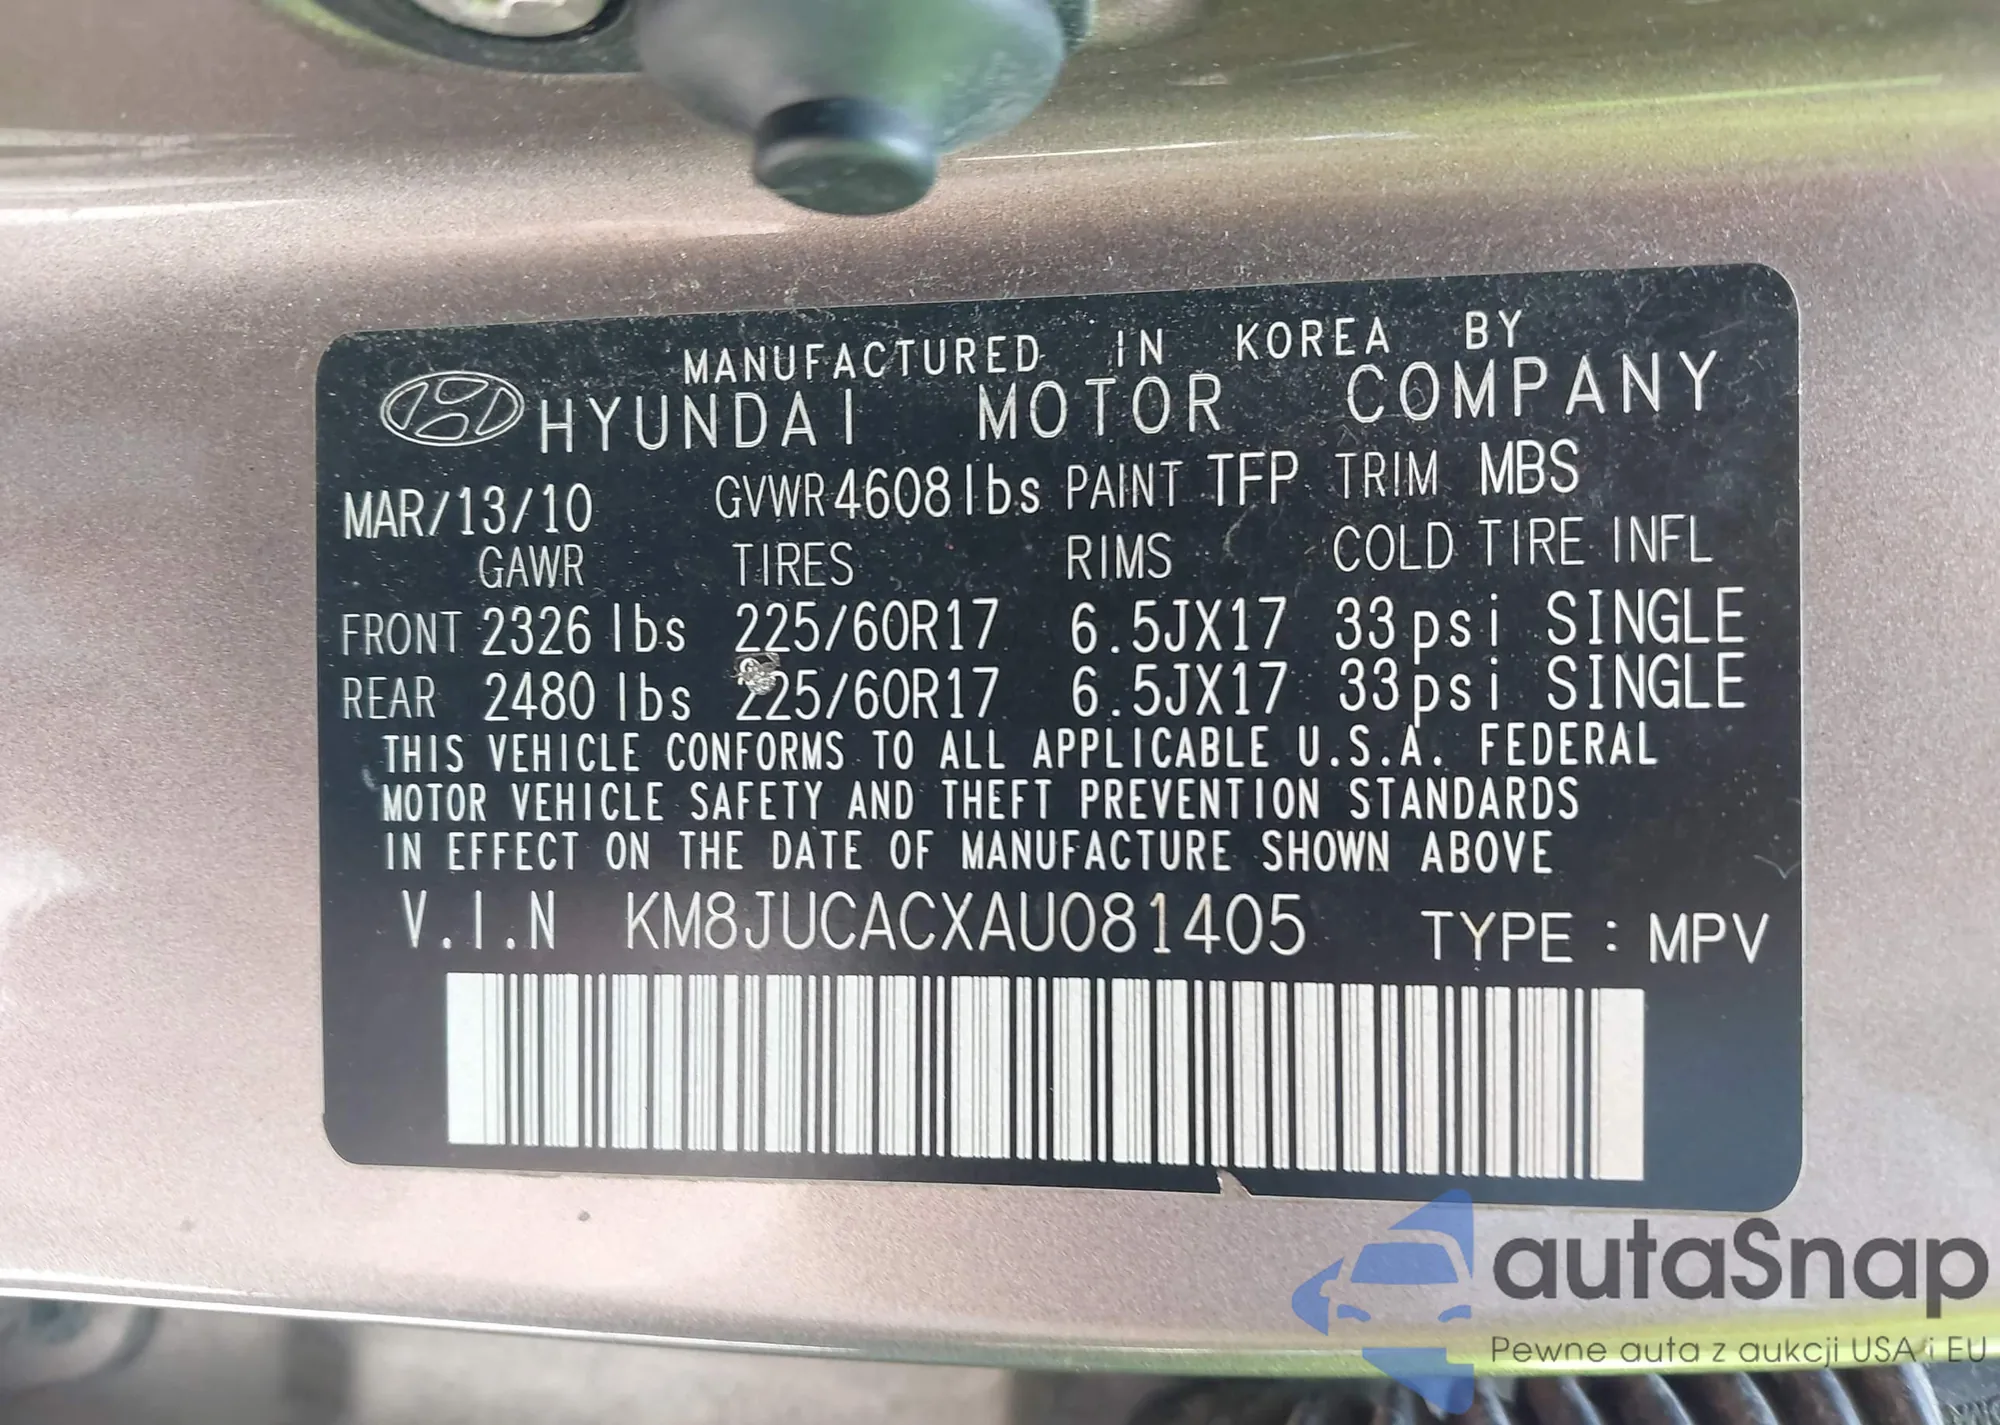 MANUFACTURED IN KOREA BY
HYUNDAI MOTOR COMPANY
MAR/13/10 GVWR 4608 lbs PAINT TFP TRIM MBS
GAWR TIRES RIMS COLD TIRE INFL
FRONT 2326 lbs 225/60R17 6.5JX17 33 psi SINGLE
REAR 2480 lbs 225/60R17 6.5JX17 33 psi SINGLE
THIS VEHICLE CONFORMS TO ALL APPLICABLE U.S.A. FEDERAL
MOTOR VEHICLE SAFETY AND THEFT PREVENTION STANDARDS
IN EFFECT ON THE DATE OF MANUFACTURE SHOWN ABOVE
V.I.N KM8JUCACXAU081405 TYPE : MPV
autaSnap
Pewne auta z aukcji USA i EU